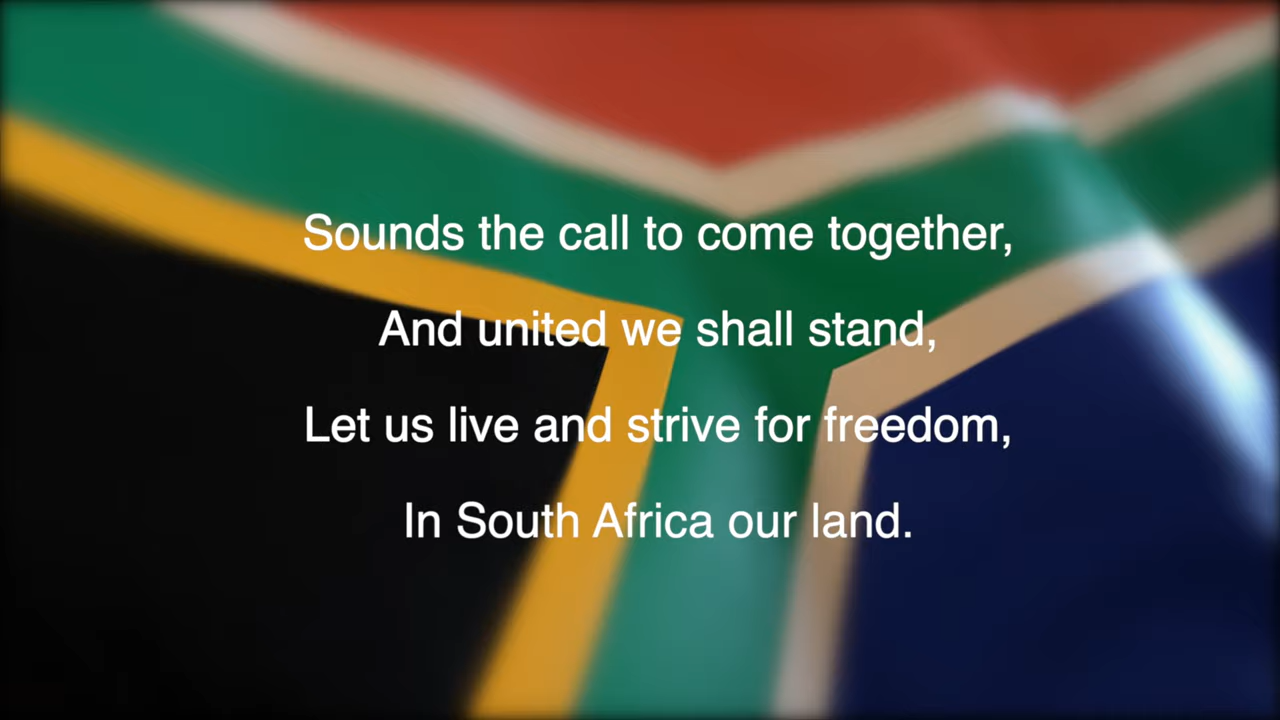 Sounds the call to come together,
And united we shall stand,
Let us live and strive for freedom,
In South Africa our land.